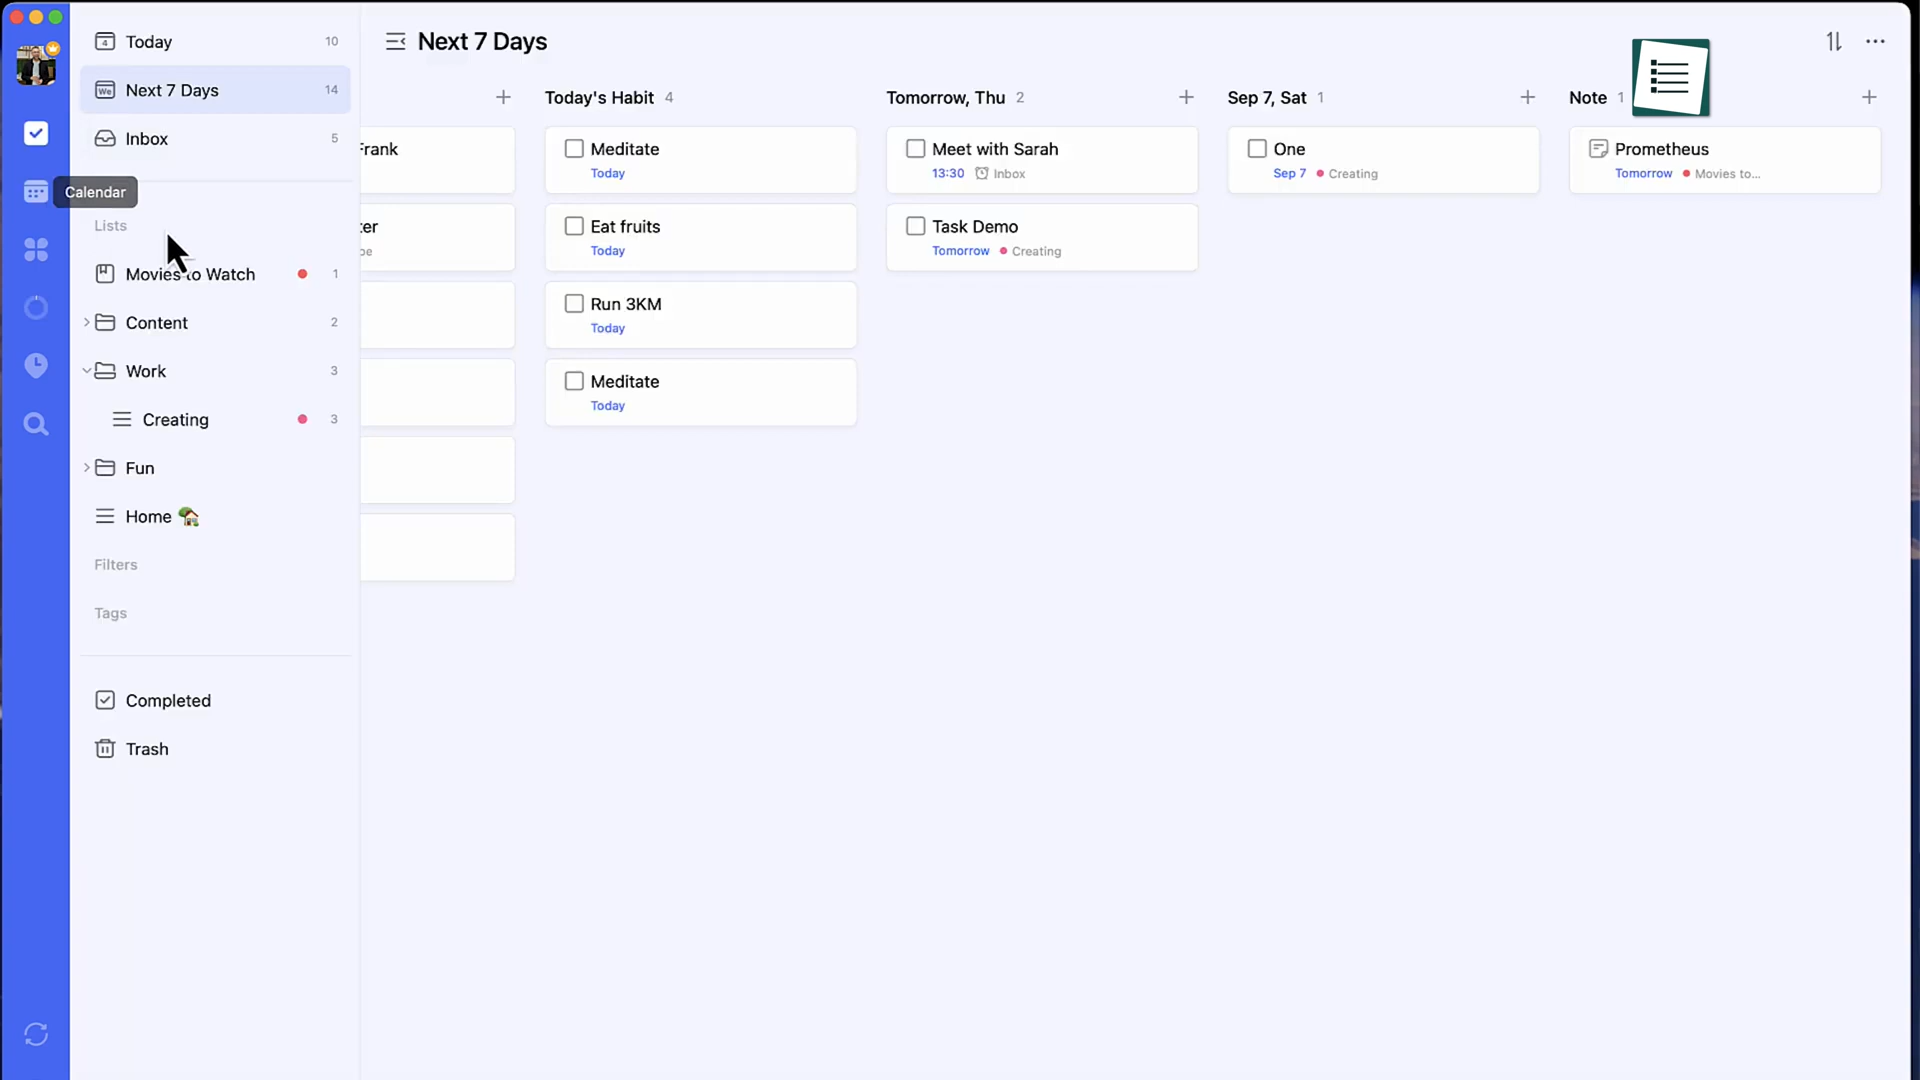 4
Today
10
We
Next 7 Days
14
Inbox
5
Calendar
Lists
Movies to Watch
1
Content
2
Work
3
Creating
3
Fun
Home
Filters
Tags
Completed
Trash
Next 7 Days
Frank
Today's Habit 4
Meditate
Today
Eat fruits
Today
Run 3KM
Today
Meditate
Today
Tomorrow, Thu 2
Meet with Sarah
13:30 Inbox
Task Demo
Tomorrow Creating
Sep 7, Sat 1
One
Sep 7 Creating
Note 1
Prometheus
Tomorrow Movies to...